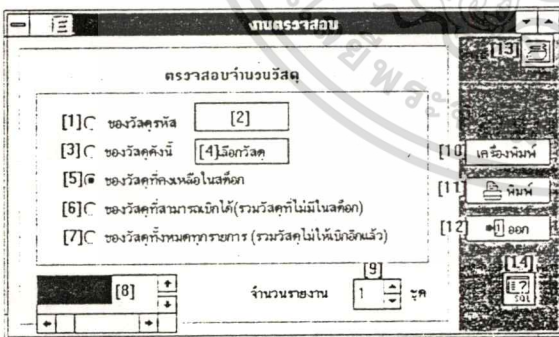 งานตรวจสอบ
[13]
ตรวจสอบจำนวนวัสดุ
[1] ของวัสดุรหัส [2]
[3] ของวัสดุดังนี้ [4]เลือกวัสดุ
[5] ของวัสดุที่คงเหลือในสต็อก
[6] ของวัสดุที่สามารถเบิกได้(รวมวัสดุที่ไม่มีในสต็อก)
[7] ของวัสดุทั้งหมดทุกรายการ (รวมวัสดุไม่ให้เบิกอีกแล้ว)
[10] เครื่องพิมพ์
[11] พิมพ์
[12] ออก
[8]
จำนวนรายงาน [9] 1 ชุด
[14]
SQL